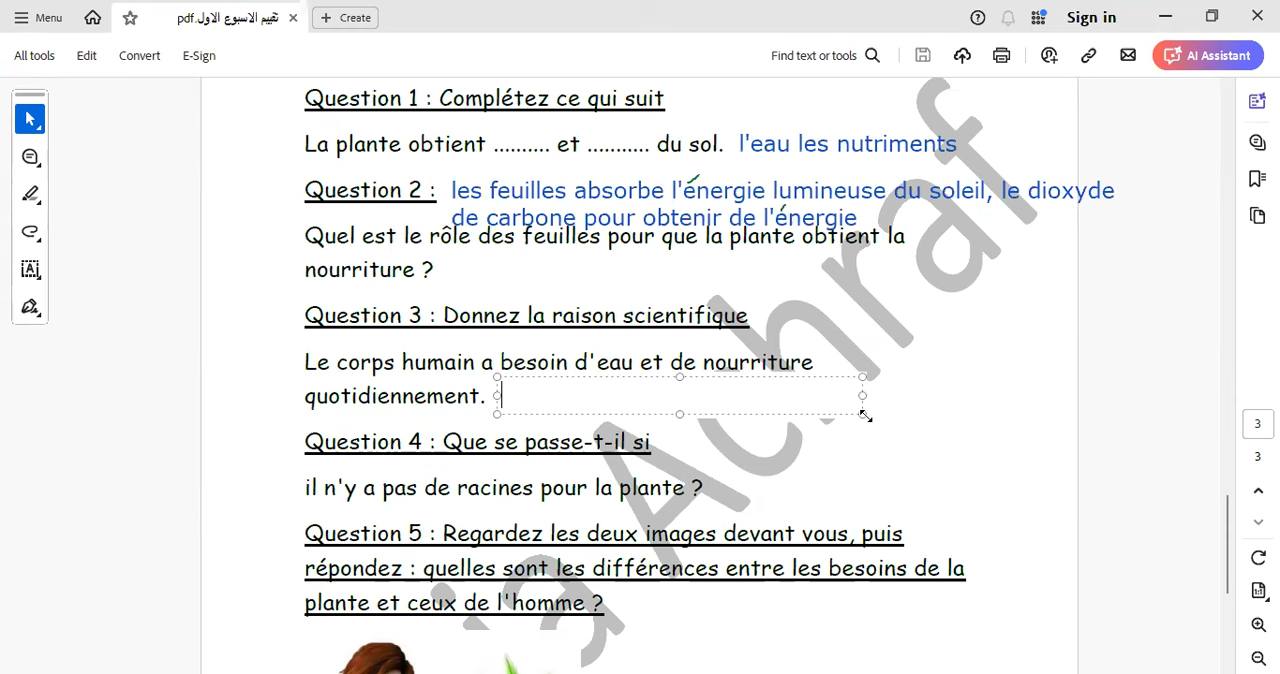 Menu
تقييم الاسبوع الاول.pdf
Create
Sign in
All tools
Edit
Convert
E-Sign
Find text or tools
AI Assistant
Question 1 : Complétez ce qui suit
La plante obtient .......... et ........... du sol. l'eau les nutriments
Question 2 : les feuilles absorbe l'énergie lumineuse du soleil, le dioxyde
de carbone pour obtenir de l'énergie
Quel est le rôle des feuilles pour que la plante obtient la
nourriture ?
Question 3 : Donnez la raison scientifique
Le corps humain a besoin d'eau et de nourriture
quotidiennement.
Question 4 : Que se passe-t-il si
il n'y a pas de racines pour la plante ?
Question 5 : Regardez les deux images devant vous, puis
répondez : quelles sont les différences entre les besoins de la
plante et ceux de l'homme ?
Achraf
3
3